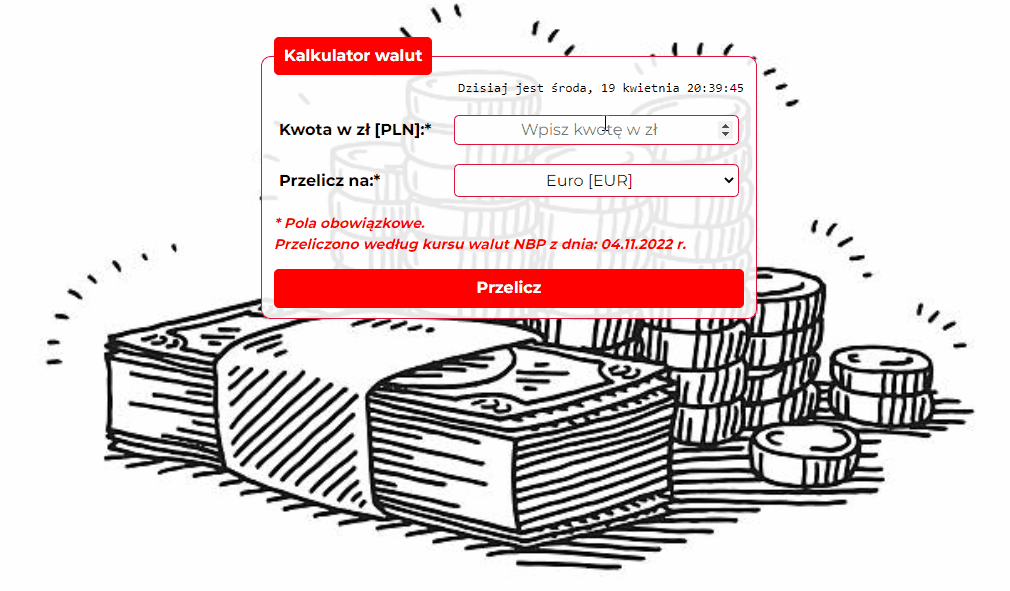 Kalkulator walut
Dzisiaj jest środa, 19 kwietnia 20:39:45
Kwota w zł [PLN]:* Wpisz kwotę w zł
Przelicz na:* Euro [EUR]
* Pola obowiązkowe.
Przeliczono według kursu walut NBP z dnia: 04.11.2022 r.
Przelicz